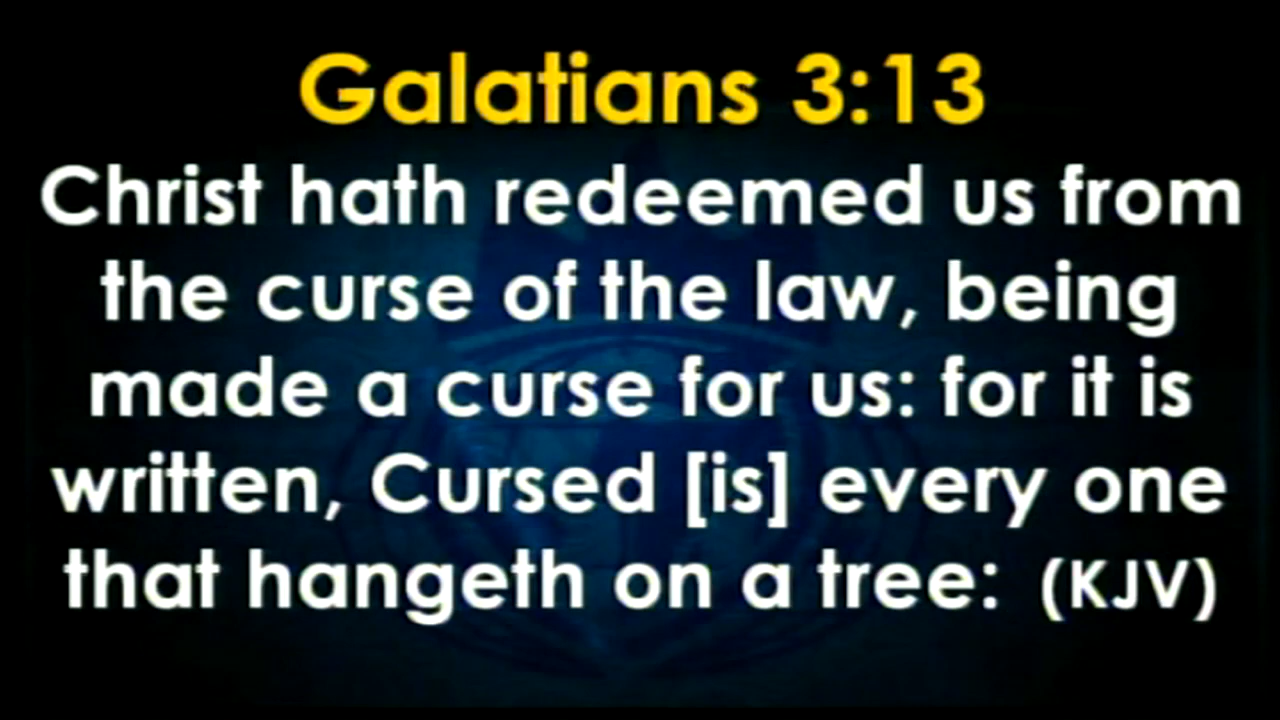 Galatians 3:13
Christ hath redeemed us from
the curse of the law, being
made a curse for us: for it is
written, Cursed [is] every one
that hangeth on a tree: (KJV)